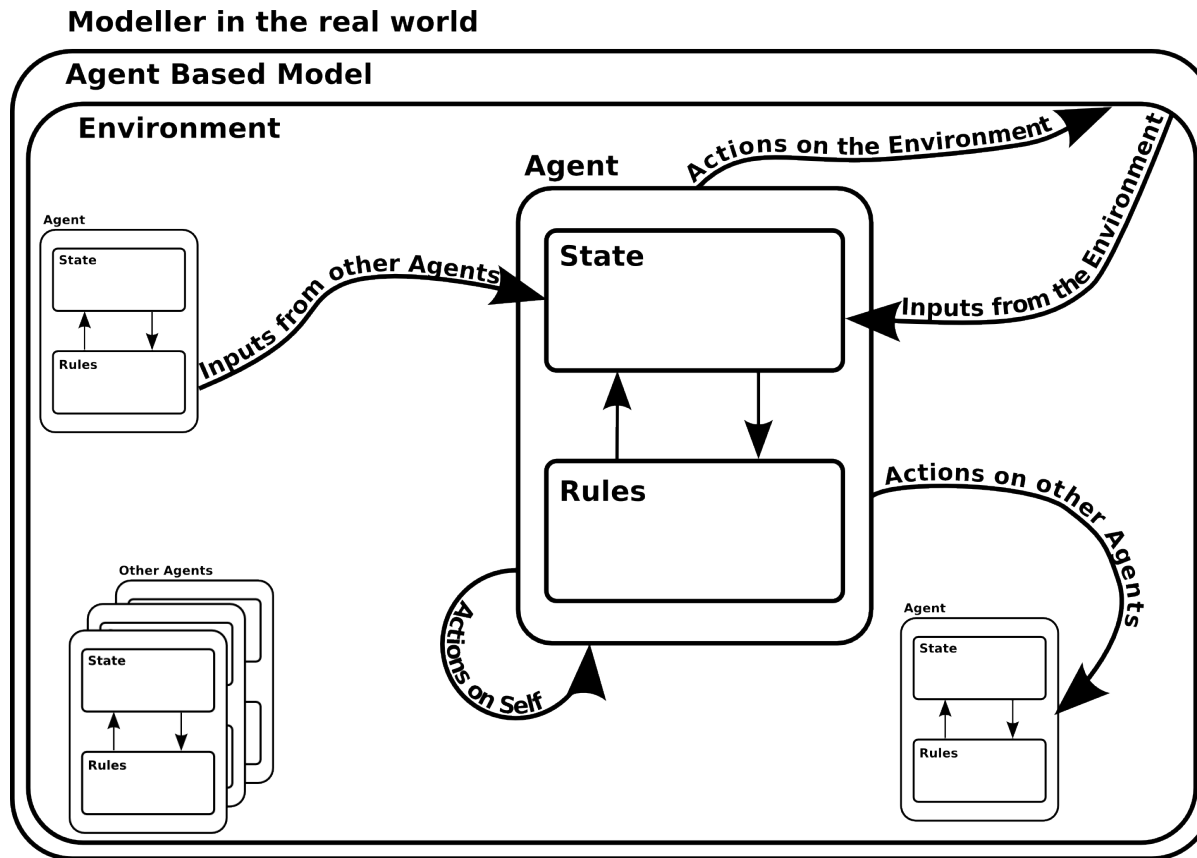 Modeller in the real world
Agent Based Model
Environment
Actions on the Environment
Inputs from the Environment
Agent
State
Rules
Agent
State
Rules
Inputs from other Agents
Actions on other Agents
Actions on Self
Other Agents
State
Rules
Agent
State
Rules